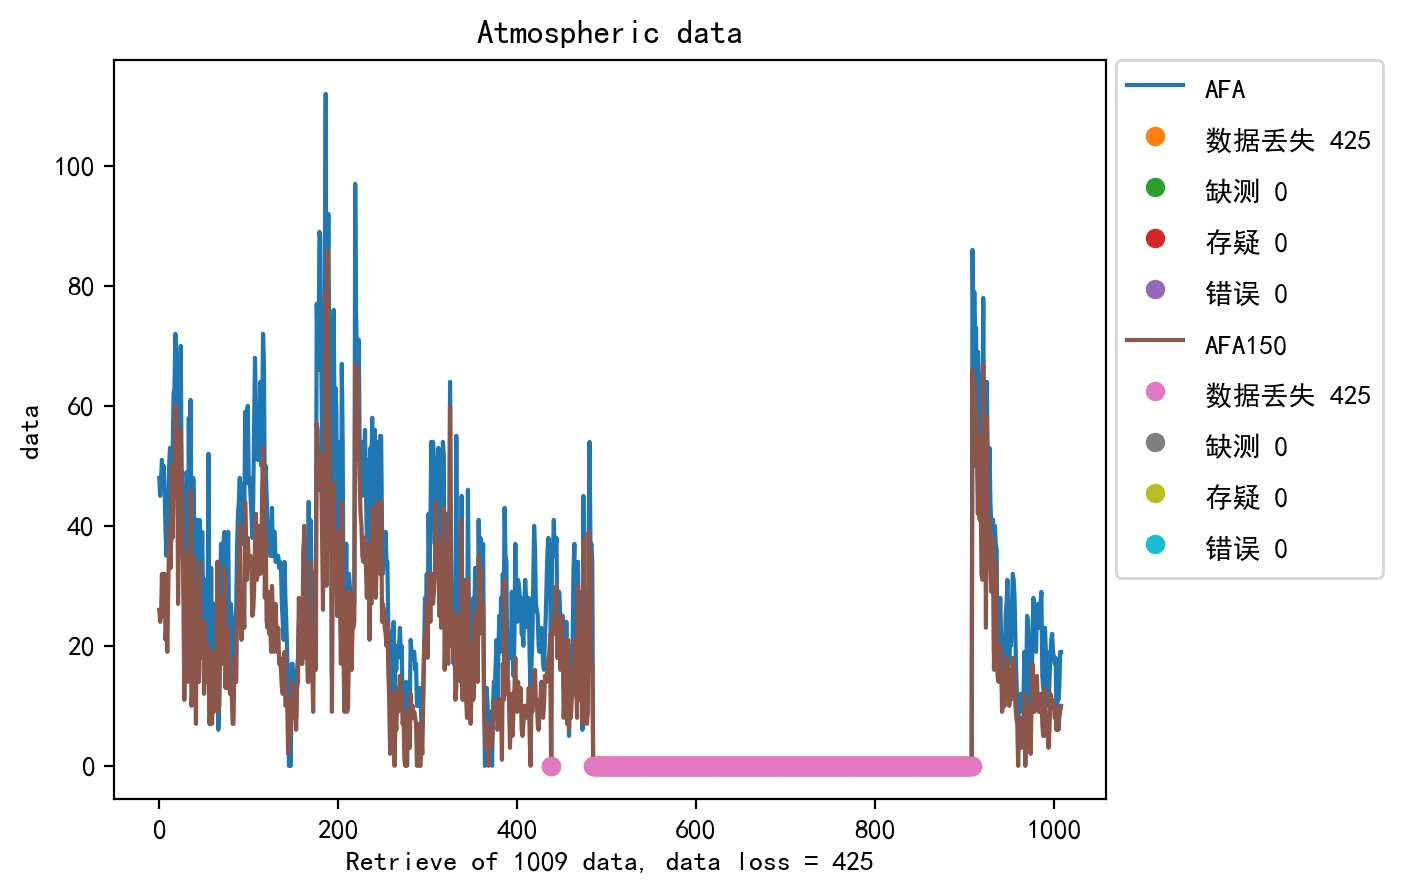 Atmospheric data
data
100
80
60
40
20
0
0 200 400 600 800 1000
Retrieve of 1009 data, data loss = 425
AFA
数据丢失 425
缺测 0
存疑 0
错误 0
AFA150
数据丢失 425
缺测 0
存疑 0
错误 0